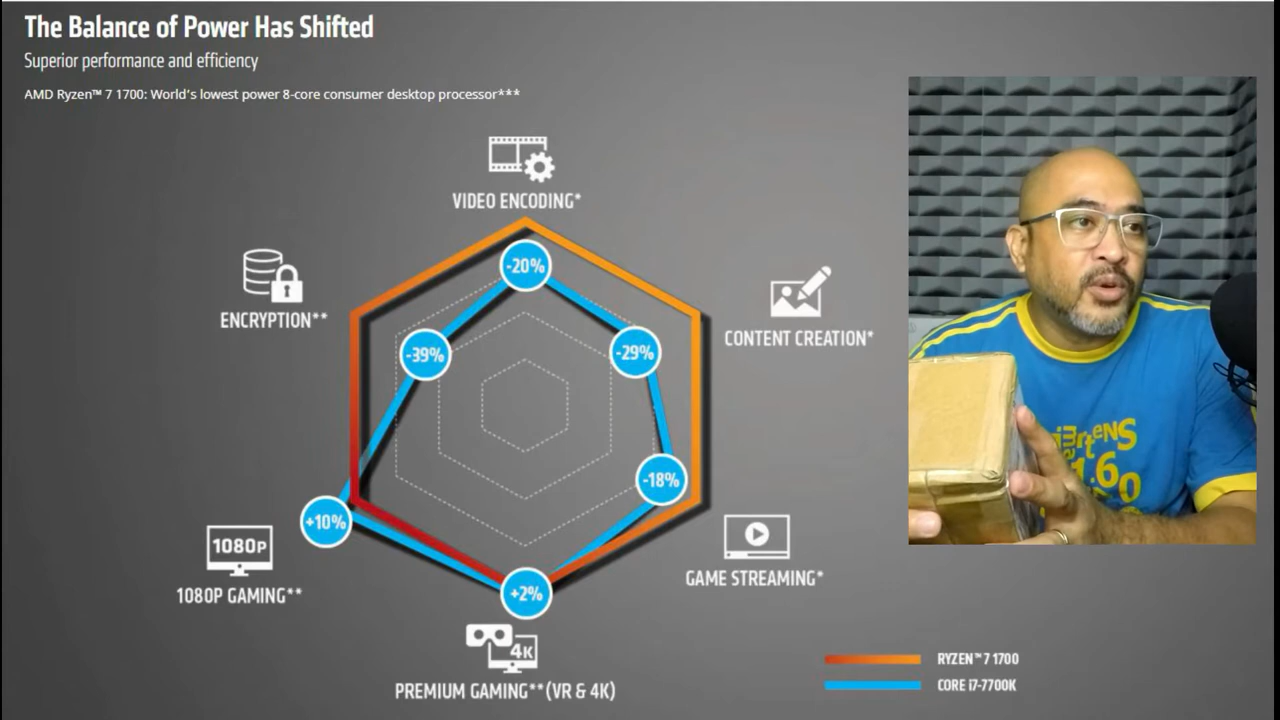 The Balance of Power Has Shifted
Superior performance and efficiency
AMD Ryzen™ 7 1700: World's lowest power 8-core consumer desktop processor***
VIDEO ENCODING*
-20%
ENCRYPTION**
-39%
-29%
CONTENT CREATION*
-18%
+10%
1080P
1080P GAMING**
GAME STREAMING*
+2%
4K
PREMIUM GAMING**(VR & 4K)
RYZEN™ 7 1700
CORE i7-7700K